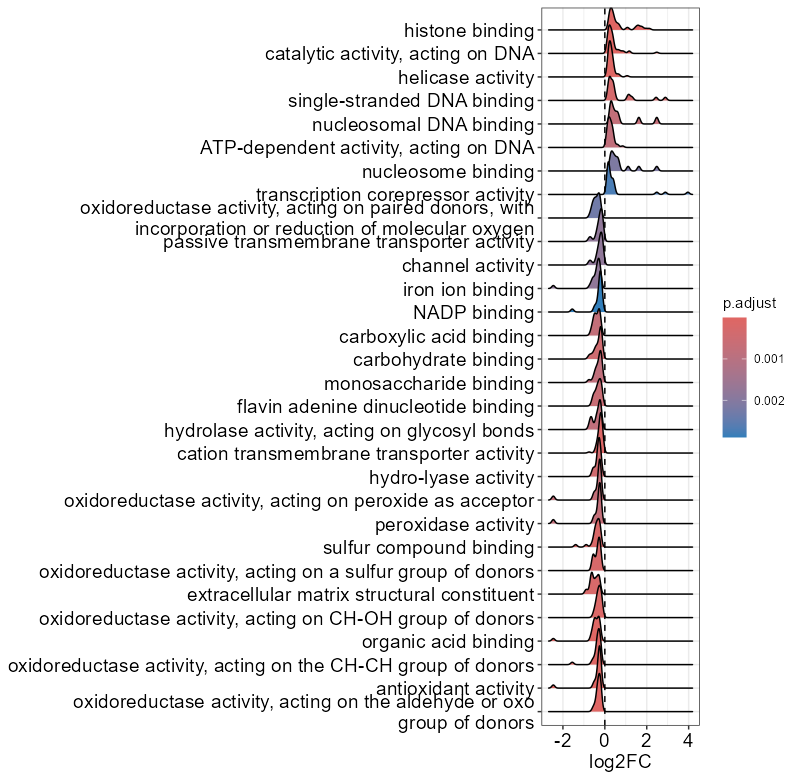 histone binding
catalytic activity, acting on DNA
helicase activity
single-stranded DNA binding
nucleosomal DNA binding
ATP-dependent activity, acting on DNA
nucleosome binding
transcription corepressor activity
oxidoreductase activity, acting on paired donors, with
incorporation or reduction of molecular oxygen
passive transmembrane transporter activity
channel activity
iron ion binding
NADP binding
carboxylic acid binding
carbohydrate binding
monosaccharide binding
flavin adenine dinucleotide binding
hydrolase activity, acting on glycosyl bonds
cation transmembrane transporter activity
hydro-lyase activity
oxidoreductase activity, acting on peroxide as acceptor
peroxidase activity
sulfur compound binding
oxidoreductase activity, acting on a sulfur group of donors
extracellular matrix structural constituent
oxidoreductase activity, acting on CH-OH group of donors
organic acid binding
oxidoreductase activity, acting on the CH-CH group of donors
antioxidant activity
oxidoreductase activity, acting on the aldehyde or oxo
group of donors
-2 0 2 4
log2FC
p.adjust
0.001
0.002